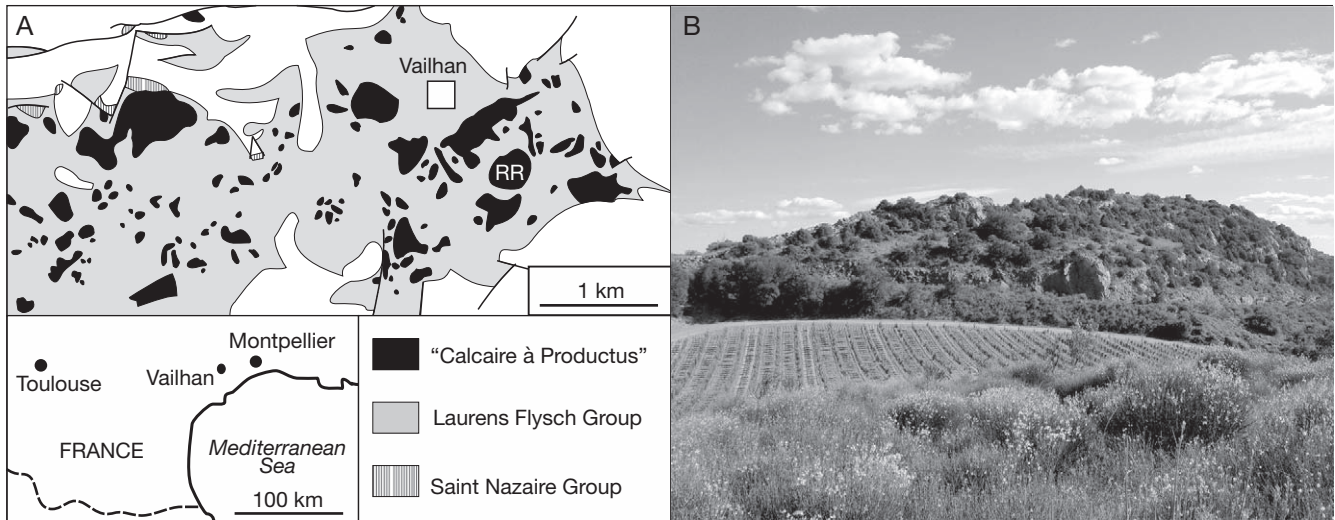 A
Vailhan
RR
1 km
Toulouse
Vailhan
Montpellier
FRANCE
Mediterranean
Sea
100 km
“Calcaire à Productus”
Laurens Flysch Group
Saint Nazaire Group
B